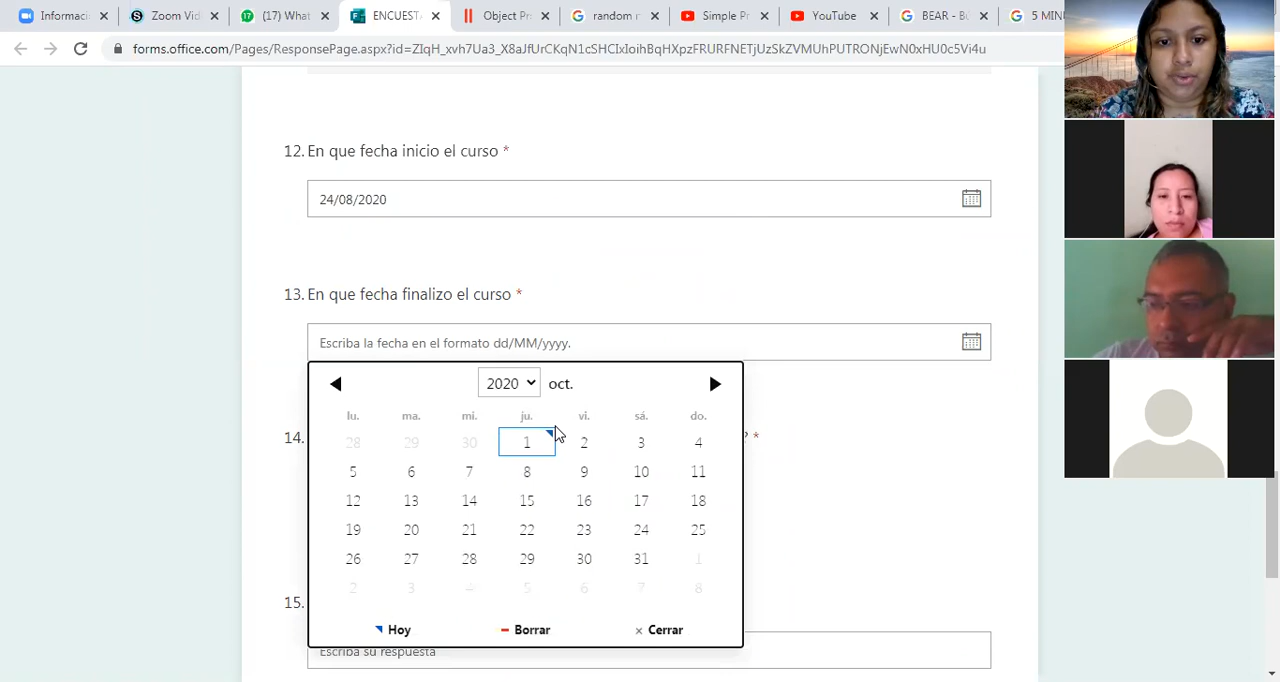 Informaci
Zoom Vid
(17) What
ENCUEST
Object Pr
random r
Simple Pr
YouTube
BEAR - B
5 MIN
forms.office.com/Pages/ResponsePage.aspx?id=ZBjH_xvh7Ua3_X8aJfUrCKqN1cSHCIxIoihBqHXpzFRURFNETjUzSkZVMUhPUTRONjEwN0xHU0c5Vi4u
12. En que fecha inicio el curso *
24/08/2020
13. En que fecha finalizo el curso *
Escriba la fecha en el formato dd/MM/yyyy.
2020 oct.
lu. ma. mi. ju. vi. sá. do.
28 29 30 1 2 3 4
5 6 7 8 9 10 11
12 13 14 15 16 17 18
19 20 21 22 23 24 25
26 27 28 29 30 31 1
2 3 4 5 6 7 8
Hoy Borrar Cerrar
14. ? *
15.
Escriba su respuesta